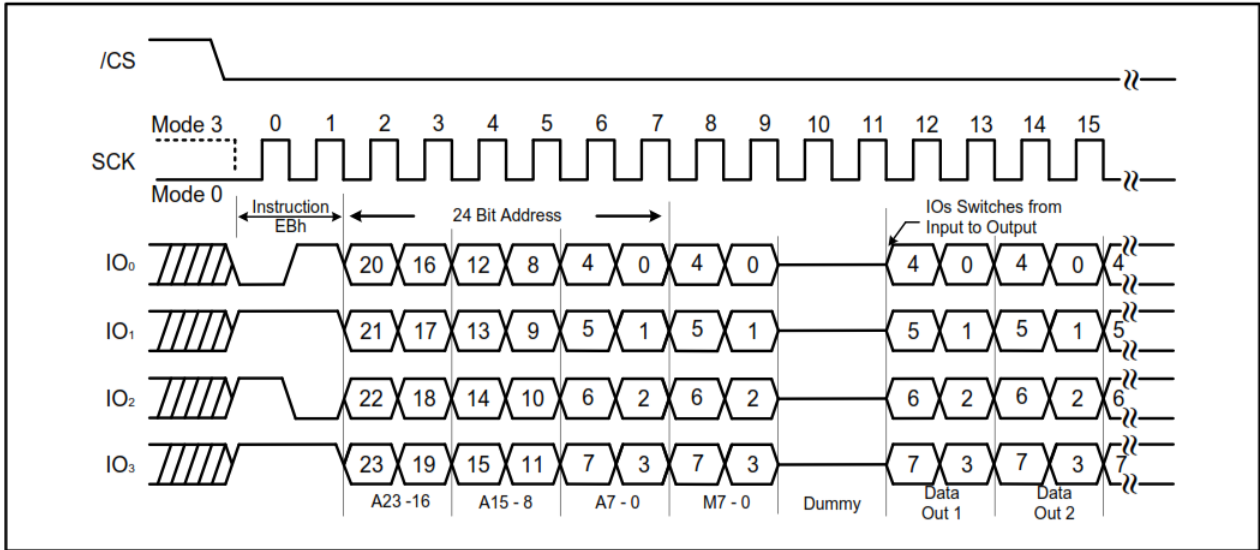 /CS
Mode 3 0 1 2 3 4 5 6 7 8 9 10 11 12 13 14 15
SCK
Mode 0
Instruction EBh
24 Bit Address
IOs Switches from
Input to Output
IO₀ 20 16 12 8 4 0 4 0 4 0 4 0 4
IO₁ 21 17 13 9 5 1 5 1 5 1 5 1 5
IO₂ 22 18 14 10 6 2 6 2 6 2 6 2 6
IO₃ 23 19 15 11 7 3 7 3 7 3 7 3 7
A23 -16 A15 - 8 A7 - 0 M7 - 0 Dummy Data Out 1 Data Out 2